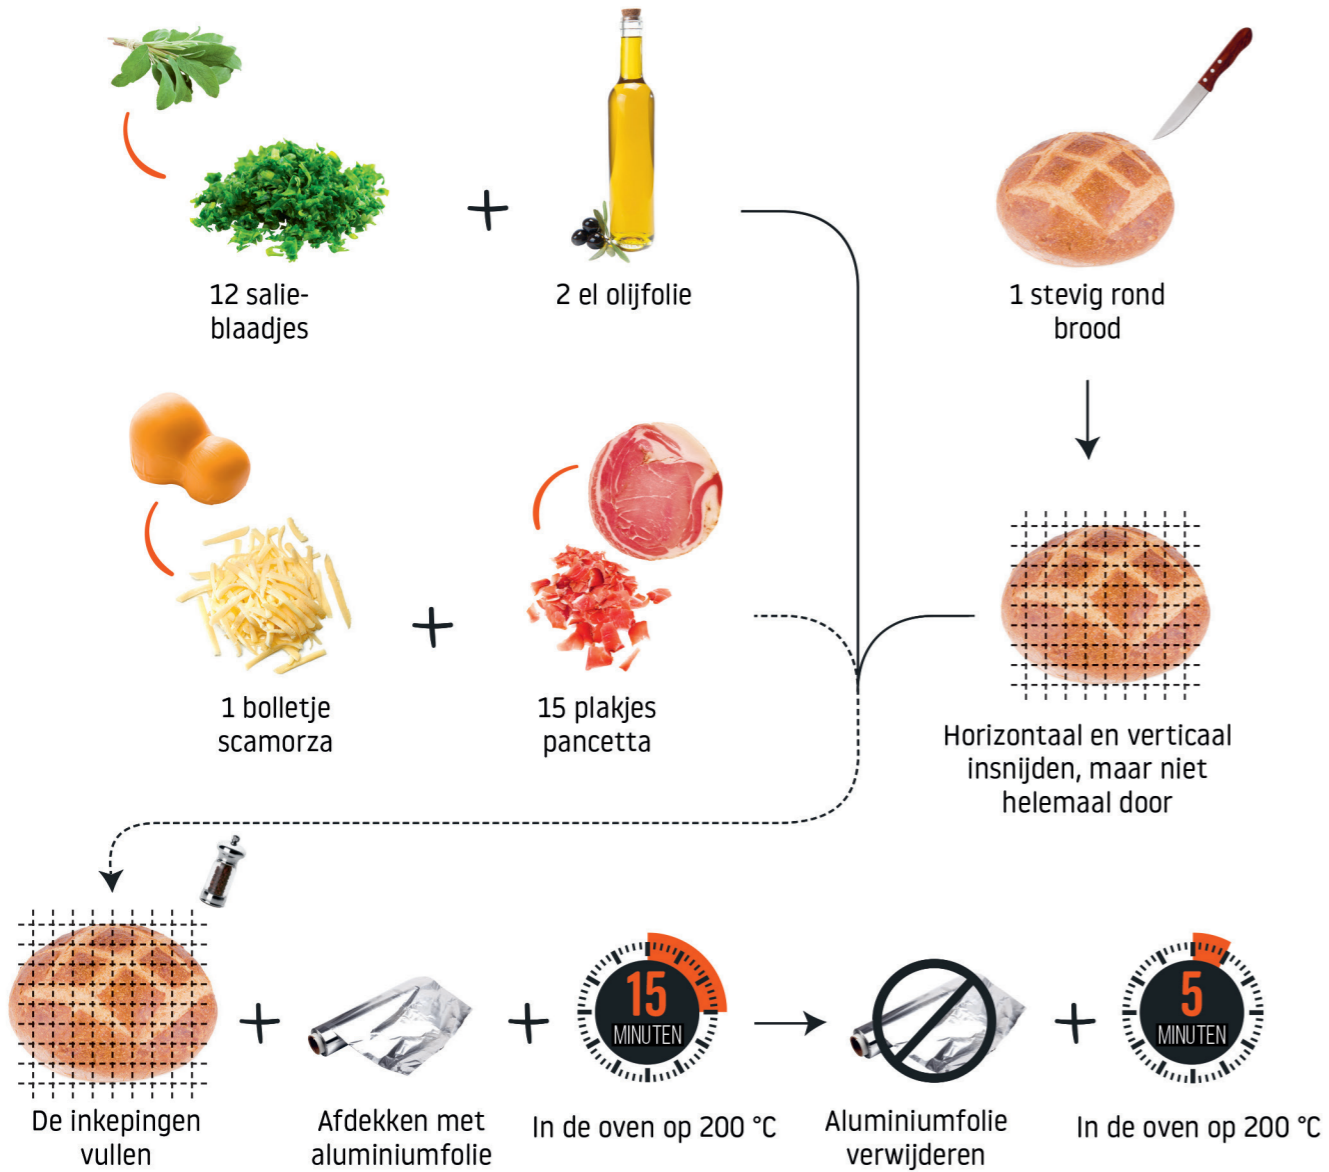 12 salie-
blaadjes
2 el olijfolie
1 stevig rond
brood
1 bolletje
scamorza
15 plakjes
pancetta
Horizontaal en verticaal
insnijden, maar niet
helemaal door
De inkepingen
vullen
Afdekken met
aluminiumfolie
15
MINUTEN
In de oven op 200 °C
Aluminiumfolie
verwijderen
5
MINUTEN
In de oven op 200 °C